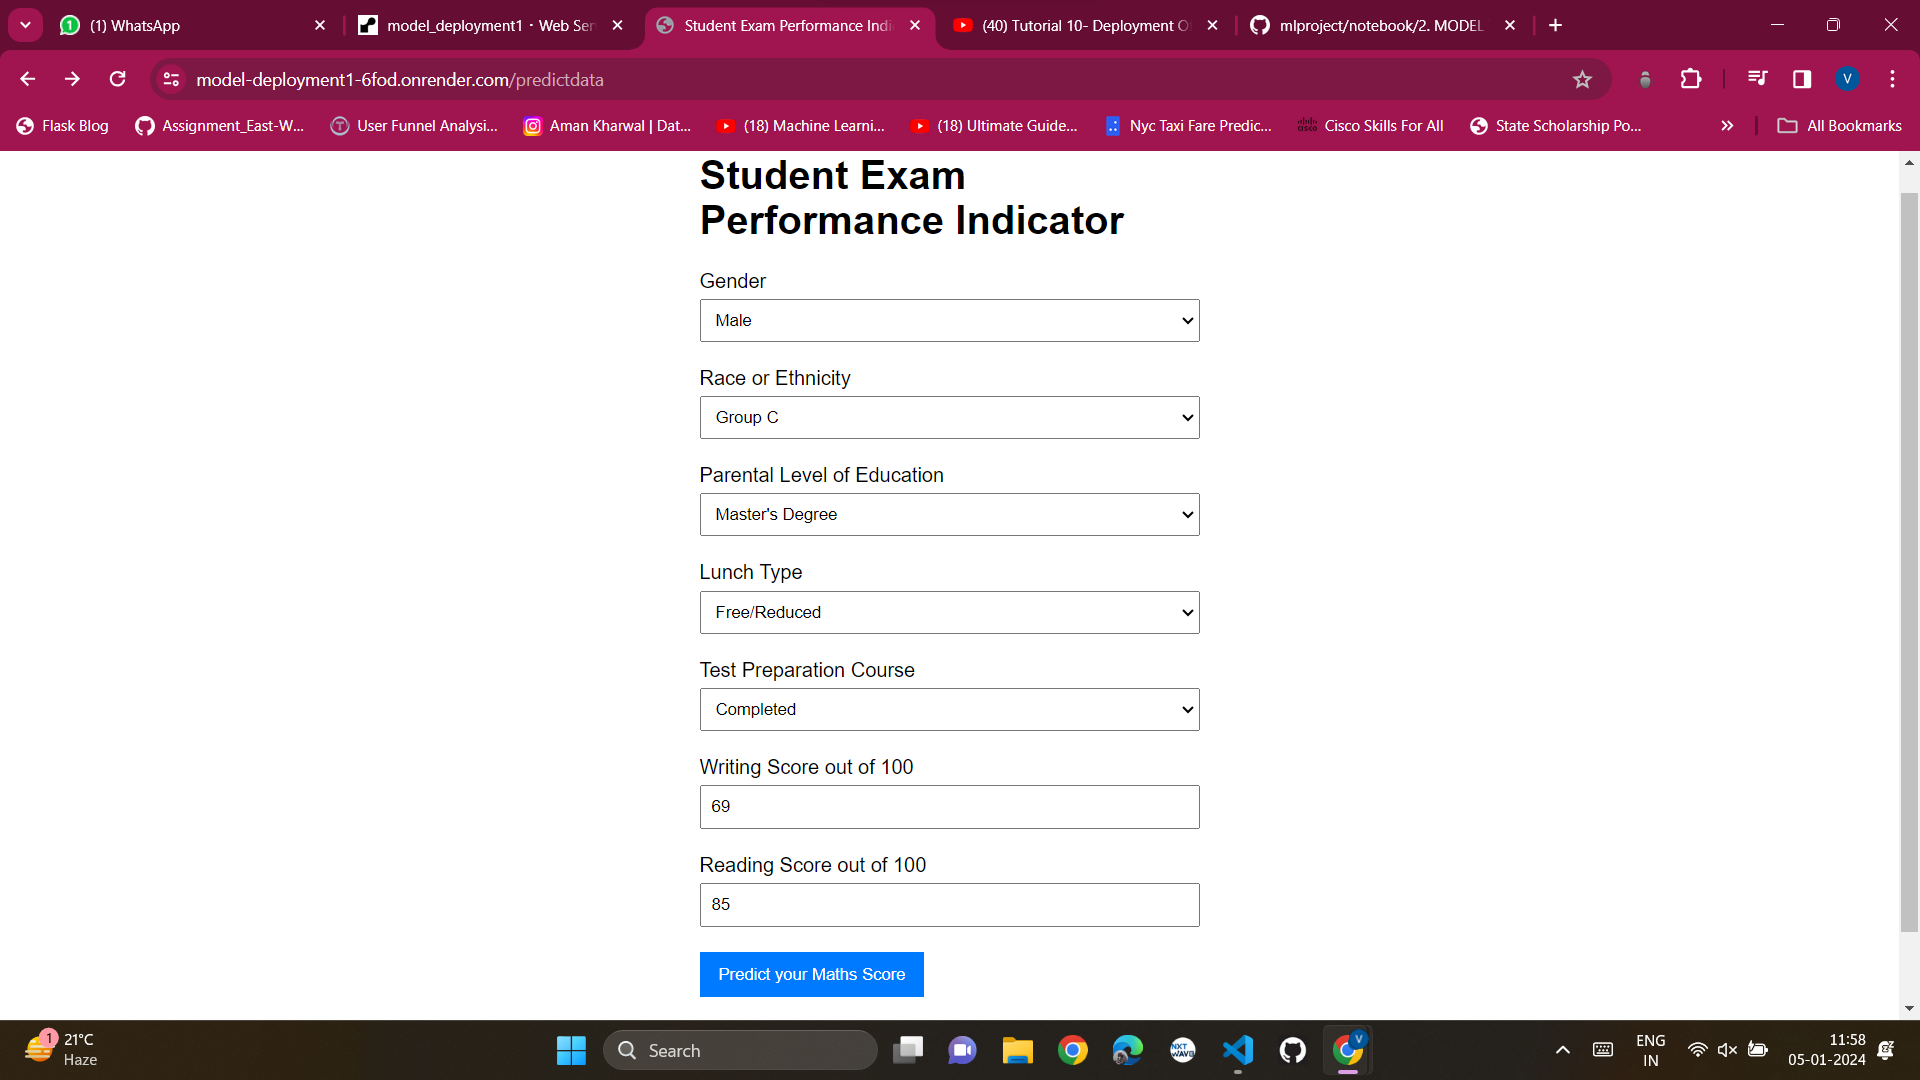 (1) WhatsApp
model_deployment1 · Web Ser
Student Exam Performance Indi
(40) Tutorial 10- Deployment O
mlproject/notebook/2. MODEL
model-deployment1-6fod.onrender.com/predictdata
V
Flask Blog
Assignment_East-W...
User Funnel Analysi...
Aman Kharwal | Dat...
(18) Machine Learni...
(18) Ultimate Guide...
Nyc Taxi Fare Predic...
Cisco Skills For All
State Scholarship Po...
All Bookmarks
Student Exam
Performance Indicator
Gender
Male
Race or Ethnicity
Group C
Parental Level of Education
Master's Degree
Lunch Type
Free/Reduced
Test Preparation Course
Completed
Writing Score out of 100
69
Reading Score out of 100
85
Predict your Maths Score
1
21°C
Haze
Search
NXT
WAVE
V
ENG
IN
11:58
05-01-2024